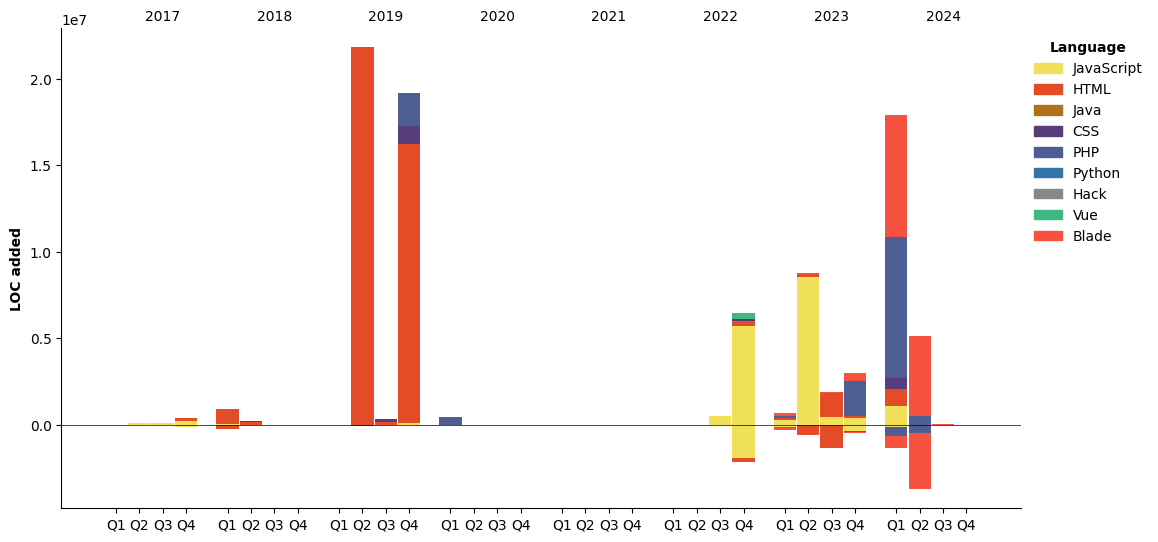 1e7
2017 2018 2019 2020 2021 2022 2023 2024
Language
JavaScript
HTML
Java
CSS
PHP
Python
Hack
Vue
Blade
LOC added
2.0
1.5
1.0
0.5
0.0
Q1 Q2 Q3 Q4 Q1 Q2 Q3 Q4 Q1 Q2 Q3 Q4 Q1 Q2 Q3 Q4 Q1 Q2 Q3 Q4 Q1 Q2 Q3 Q4 Q1 Q2 Q3 Q4 Q1 Q2 Q3 Q4